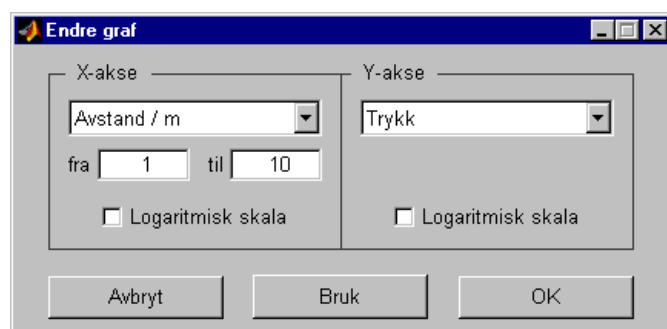 Endre graf
X-akse
Y-akse
Avstand / m
Trykk
fra 1 til 10
Logaritmisk skala
Logaritmisk skala
Avbryt
Bruk
OK